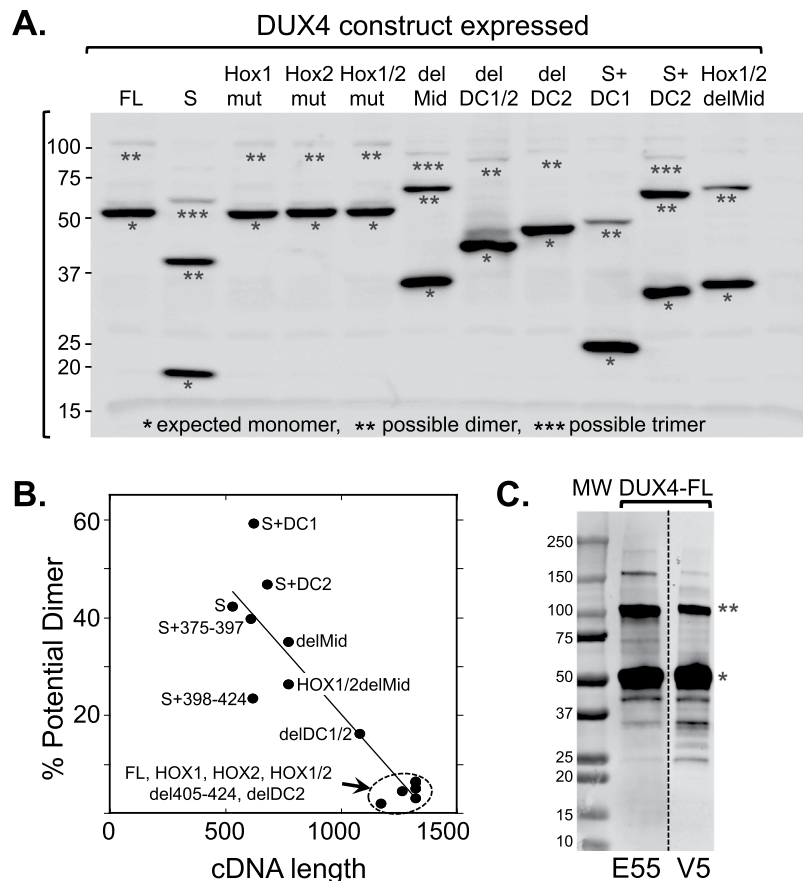 A.
DUX4 construct expressed
FL S Hox1 mut Hox2 mut Hox1/2 mut del Mid del DC1/2 del DC2 S+ DC1 S+ DC2 Hox1/2 delMid
100
75
50
37
25
20
15
** ** ** ** *** ** ** ***
* *** * * * ** * * ** ** **
** * * *
* *
* expected monomer, ** possible dimer, *** possible trimer
B.
% Potential Dimer
60
40
20
S+DC1
S+DC2
S
S+375-397
delMid
HOX1/2delMid
S+398-424
delDC1/2
FL, HOX1, HOX2, HOX1/2
del405-424, delDC2
0 500 1000 1500
cDNA length
C.
MW DUX4-FL
250
150
100 **
75
50 *
37
25
20
15
10
E55 V5